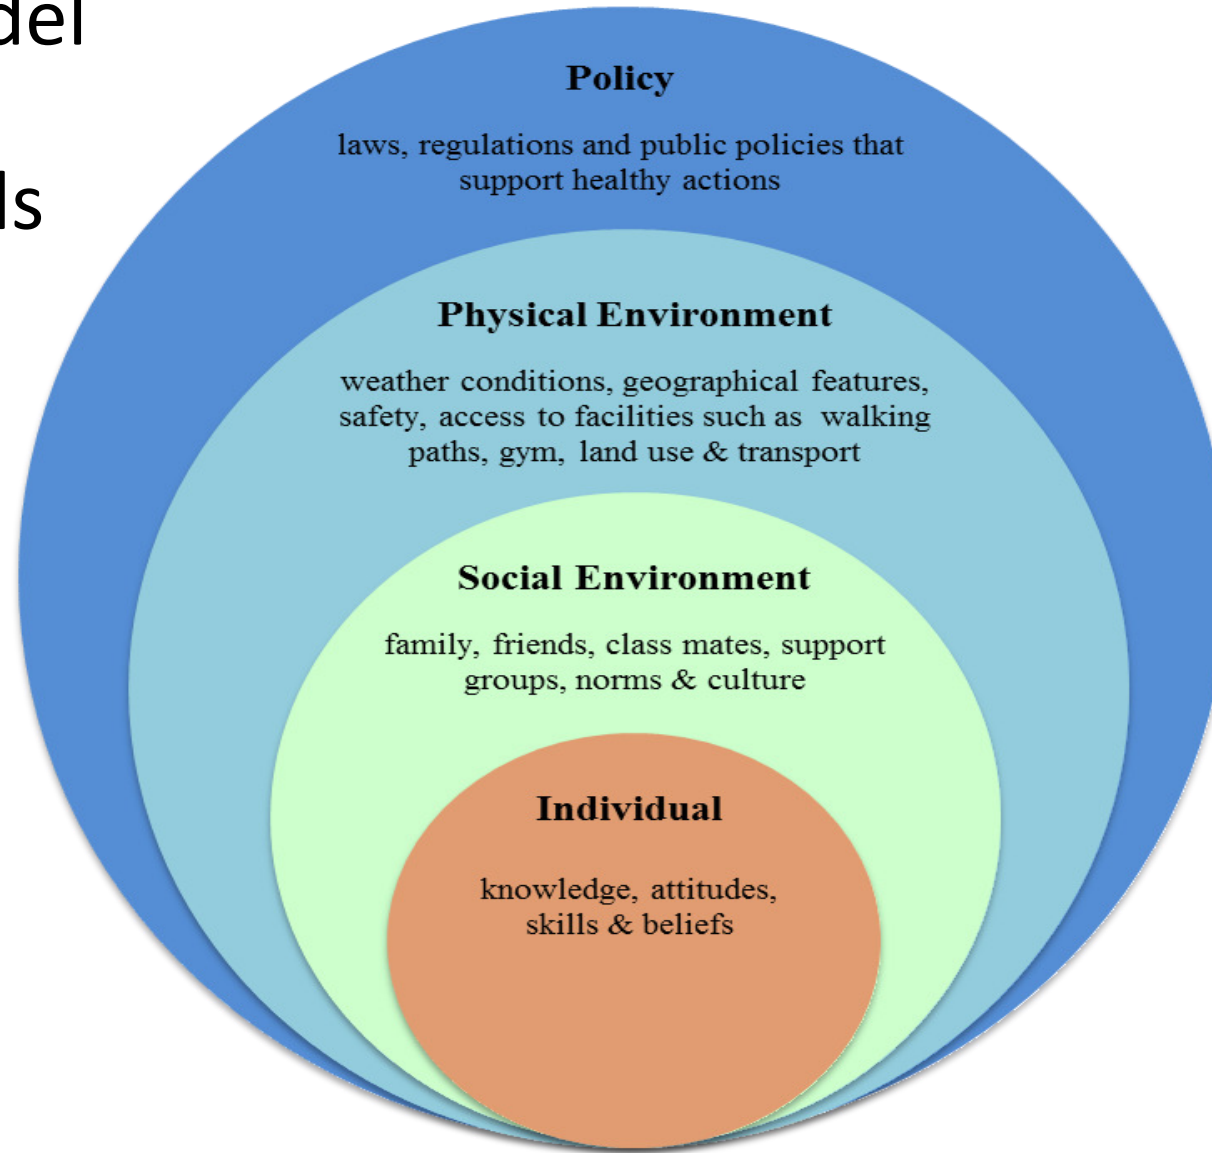 del
ls
Policy
laws, regulations and public policies that
support healthy actions
Physical Environment
weather conditions, geographical features,
safety, access to facilities such as walking
paths, gym, land use & transport
Social Environment
family, friends, class mates, support
groups, norms & culture
Individual
knowledge, attitudes,
skills & beliefs